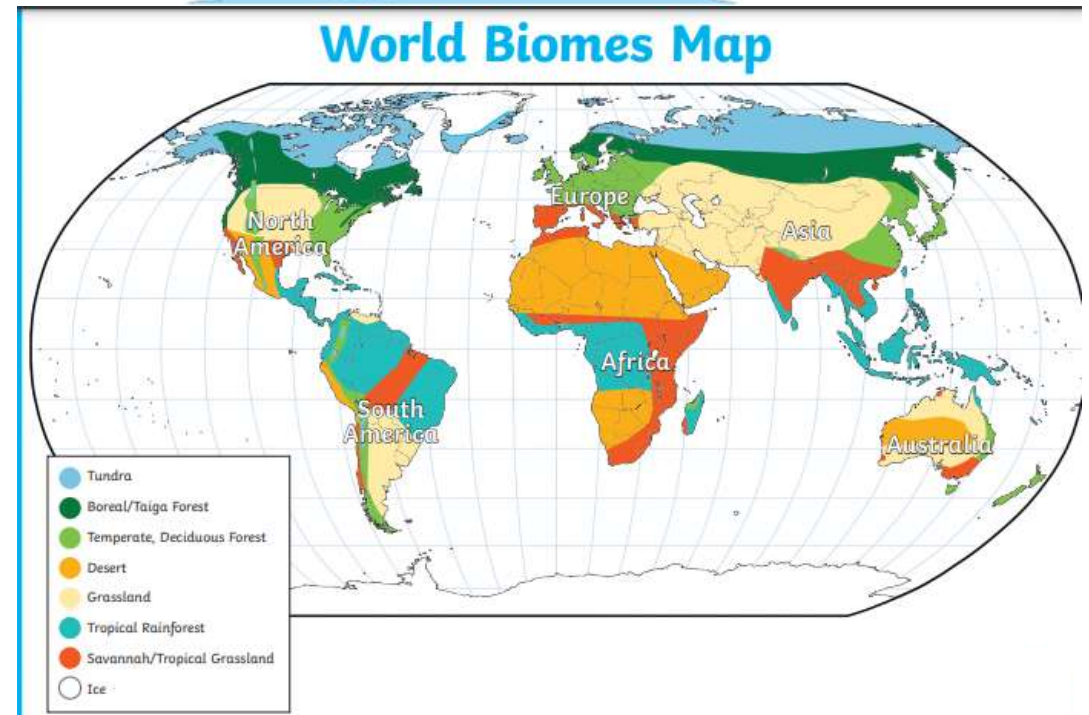 World Biomes Map
North
America
Europe
Asia
Africa
South
America
Australia
Tundra
Boreal/Taiga Forest
Temperate, Deciduous Forest
Desert
Grassland
Tropical Rainforest
Savannah/Tropical Grassland
Ice